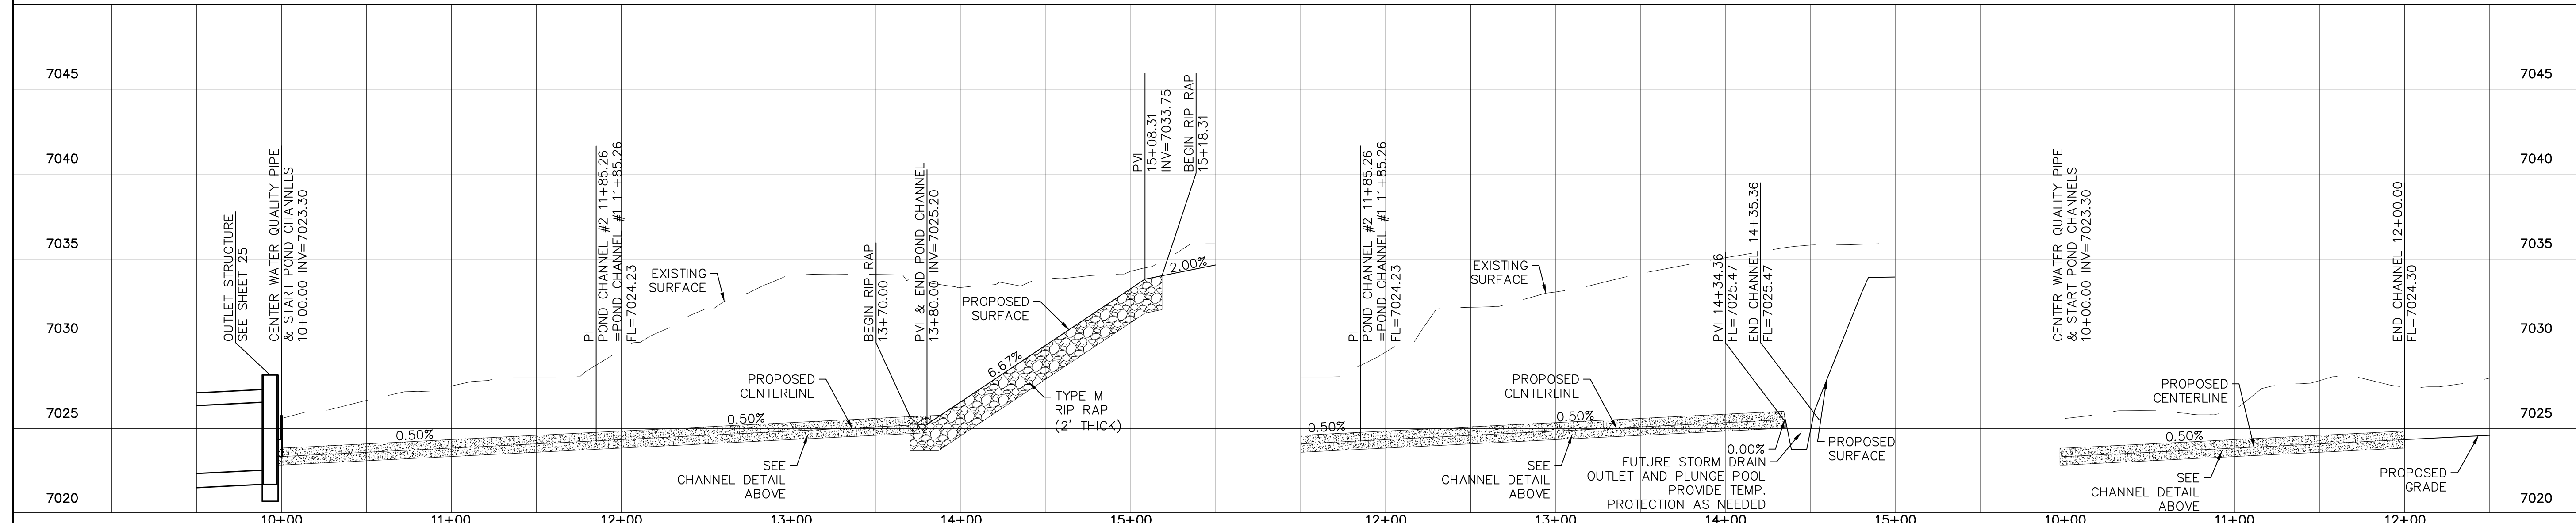 7045
7040
7035
7030
7025
7020
OUTLET STRUCTURE
SEE SHEET 25
CENTER WATER QUALITY PIPE
& START POND CHANNELS
10+00.00 INV=7023.30
PI
POND CHANNEL #2 11+85.26
=POND CHANNEL #1 11+85.26
FL=7024.23
EXISTING
SURFACE
BEGIN RIP RAP
13+70.00
PVI & END POND CHANNEL
13+80.00 INV=7025.20
PVI
15+08.31
INV=7033.75
BEGIN RIP RAP
15+18.31
2.00%
PROPOSED
SURFACE
6.67%
TYPE M
RIP RAP
(2' THICK)
PROPOSED
CENTERLINE
0.50%
0.50%
SEE
CHANNEL DETAIL
ABOVE
10+00
11+00
12+00
13+00
14+00
15+00
PI
POND CHANNEL #2 11+85.26
=POND CHANNEL #1 11+85.26
FL=7024.23
EXISTING
SURFACE
PVI 14+34.36
FL=7025.47
END CHANNEL 14+35.36
FL=7025.47
PROPOSED
CENTERLINE
0.50%
0.50%
SEE
CHANNEL DETAIL
ABOVE
0.00%
FUTURE STORM DRAIN
OUTLET AND PLUNGE POOL
PROVIDE TEMP.
PROTECTION AS NEEDED
PROPOSED
SURFACE
12+00
13+00
14+00
15+00
CENTER WATER QUALITY PIPE
& START POND CHANNELS
10+00.00 INV=7023.30
END CHANNEL 12+00.00
FL=7024.30
PROPOSED
CENTERLINE
0.50%
SEE
CHANNEL DETAIL
ABOVE
PROPOSED
GRADE
10+00
11+00
12+00
7045
7040
7035
7030
7025
7020